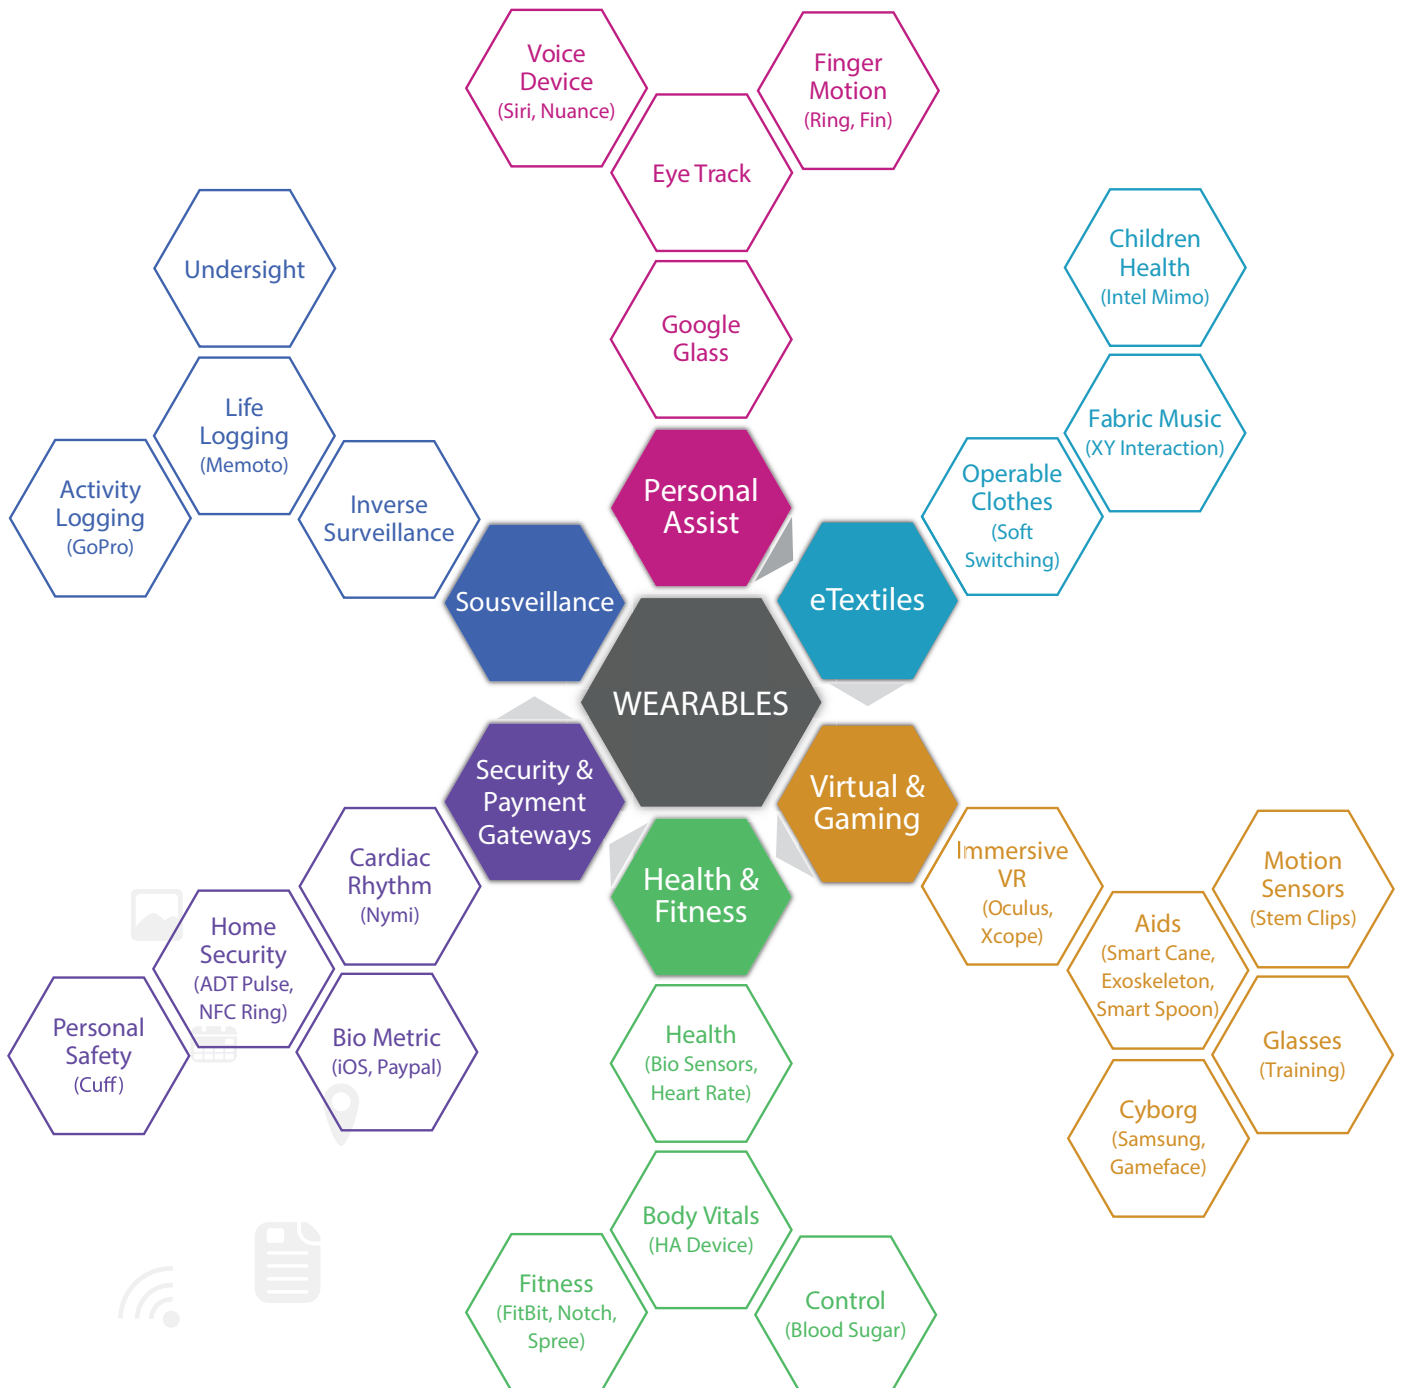 Voice
Device
(Siri, Nuance)
Finger
Motion
(Ring, Fin)
Eye Track
Google
Glass
Personal
Assist
Undersight
Life
Logging
(Memoto)
Activity
Logging
(GoPro)
Inverse
Surveillance
Sousveillance
Children
Health
(Intel Mimo)
Fabric Music
(XY Interaction)
Operable
Clothes
(Soft
Switching)
eTextiles
WEARABLES
Security &
Payment
Gateways
Cardiac
Rhythm
(Nymi)
Home
Security
(ADT Pulse,
NFC Ring)
Personal
Safety
(Cuff)
Bio Metric
(iOS, Paypal)
Virtual &
Gaming
Immersive
VR
(Oculus,
Xcope)
Aids
(Smart Cane,
Exoskeleton,
Smart Spoon)
Motion
Sensors
(Stem Clips)
Glasses
(Training)
Cyborg
(Samsung,
Gameface)
Health &
Fitness
Health
(Bio Sensors,
Heart Rate)
Body Vitals
(HA Device)
Fitness
(FitBit, Notch,
Spree)
Control
(Blood Sugar)